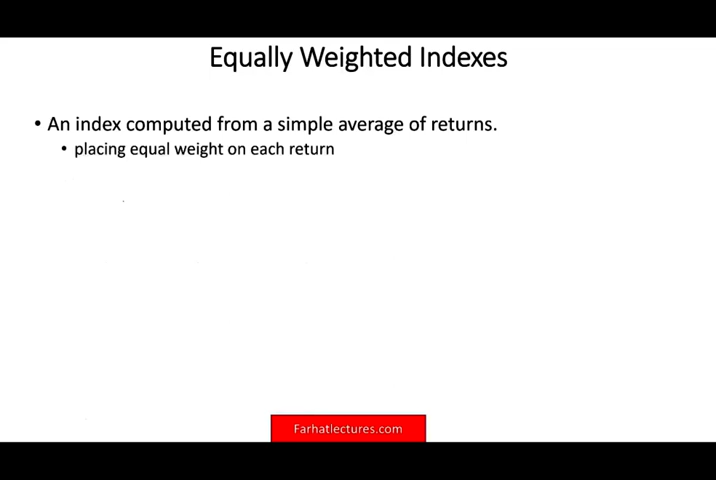 Equally Weighted Indexes
• An index computed from a simple average of returns.
• placing equal weight on each return
Farhatlectures.com